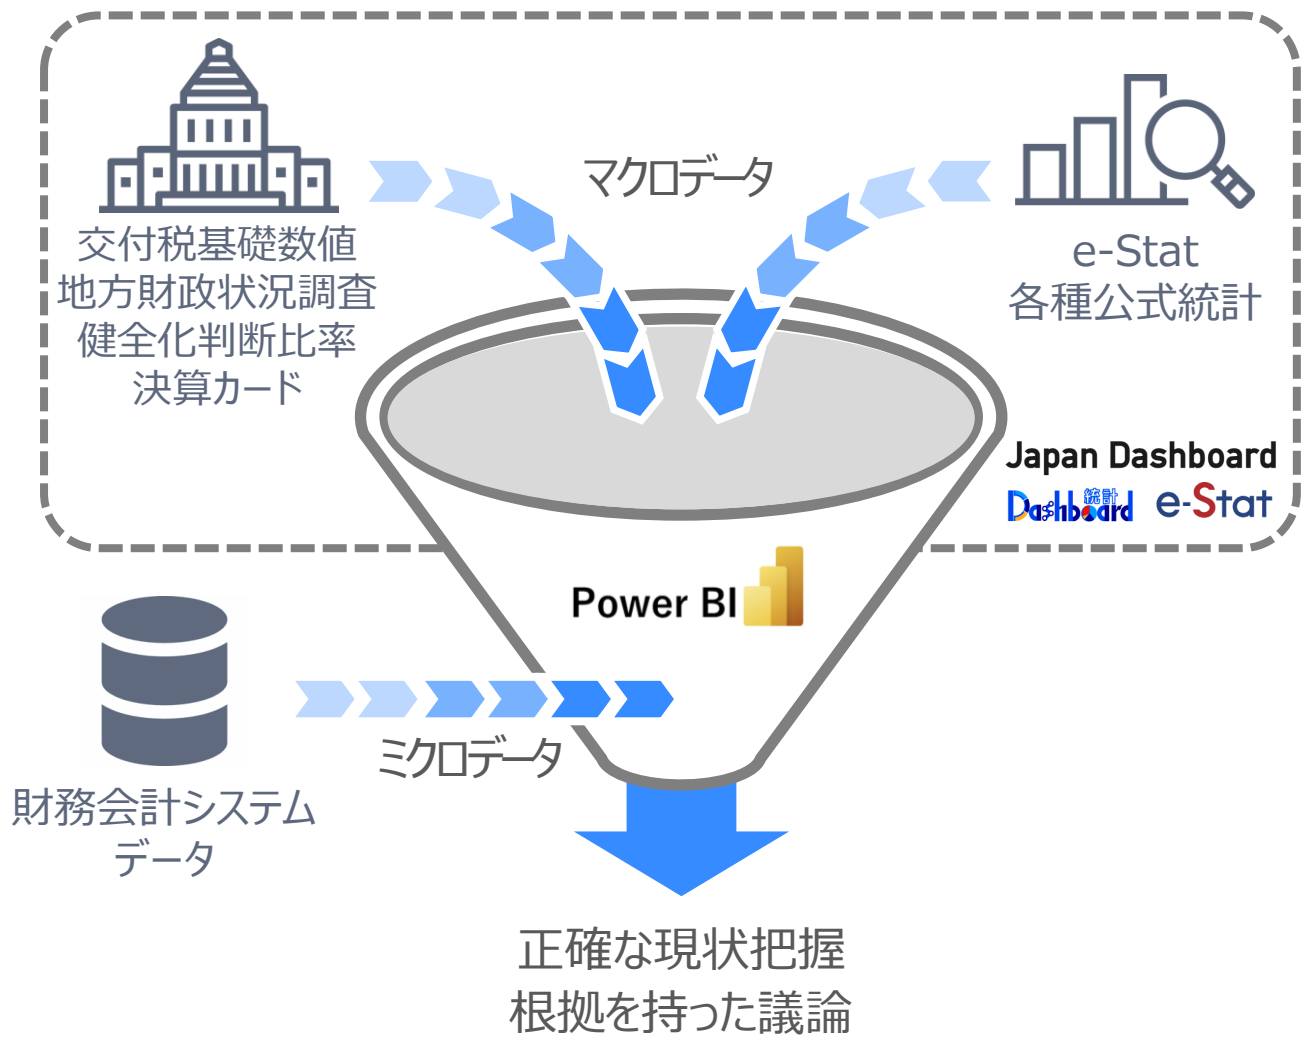 マクロデータ
交付税基礎数値
地方財政状況調査
健全化判断比率
決算カード
e-Stat
各種公式統計
Japan Dashboard
統計
Dashboard
e-Stat
Power BI
ミクロデータ
財務会計システム
データ
正確な現状把握
根拠を持った議論